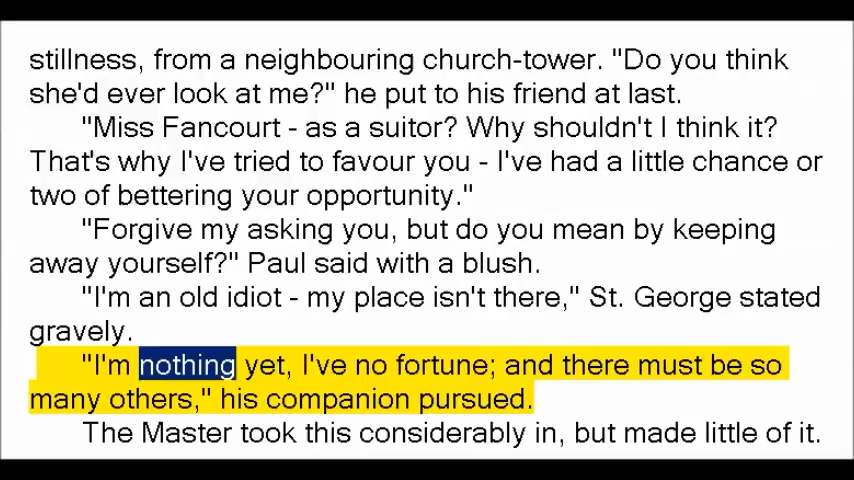 stillness, from a neighbouring church-tower. "Do you think
she'd ever look at me?" he put to his friend at last.
"Miss Fancourt - as a suitor? Why shouldn't I think it?
That's why I've tried to favour you - I've had a little chance or
two of bettering your opportunity."
"Forgive my asking you, but do you mean by keeping
away yourself?" Paul said with a blush.
"I'm an old idiot - my place isn't there," St. George stated
gravely.
"I'm nothing yet, I've no fortune; and there must be so
many others," his companion pursued.
The Master took this considerably in, but made little of it.